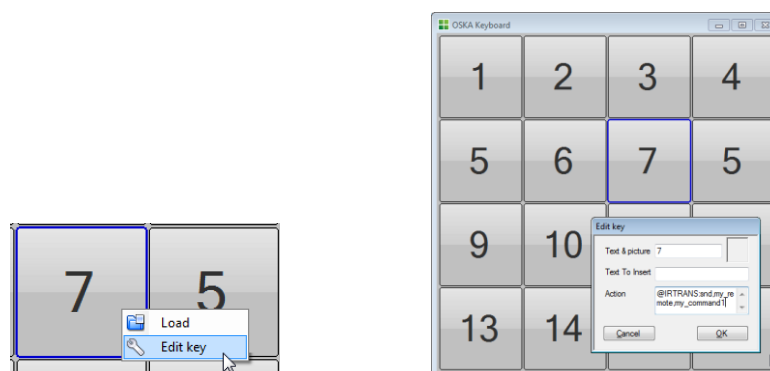 7 5
Load
Edit key
OSKA Keyboard
1 2 3 4
5 6 7 5
9 10
13 14
Edit key
Text & picture 7
Text To Insert
Action @IRTRANS:snd,my_re
mote,my_command1
Cancel OK